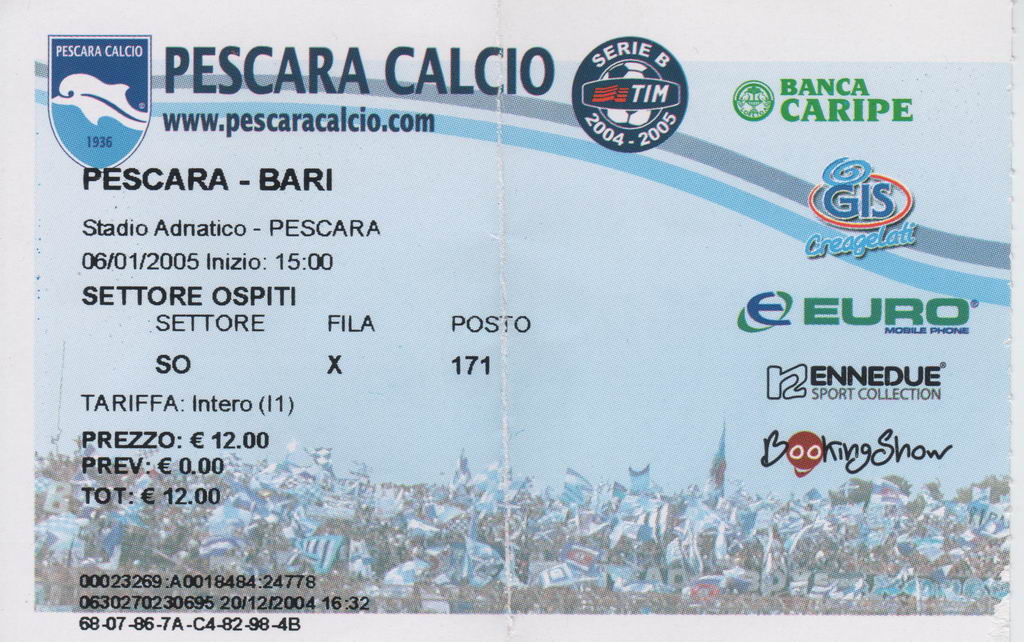 PESCARA CALCIO
1936
PESCARA CALCIO
www.pescaracalcio.com
SERIE B
TIM
2004-2005
BANCA
CARIPE
GIS
Creagelati
EURO
MOBILE PHONE
ENNEDUE
SPORT COLLECTION
BookingShow
PESCARA - BARI
Stadio Adriatico - PESCARA
06/01/2005 Inizio: 15:00
SETTORE OSPITI
SETTORE FILA POSTO
SO X 171
TARIFFA: Intero (I1)
PREZZO: € 12.00
PREV: € 0.00
TOT: € 12.00
00023269:A0018484:24778
0630270230695 20/12/2004 16:32
68-07-86-7A-C4-82-98-4B